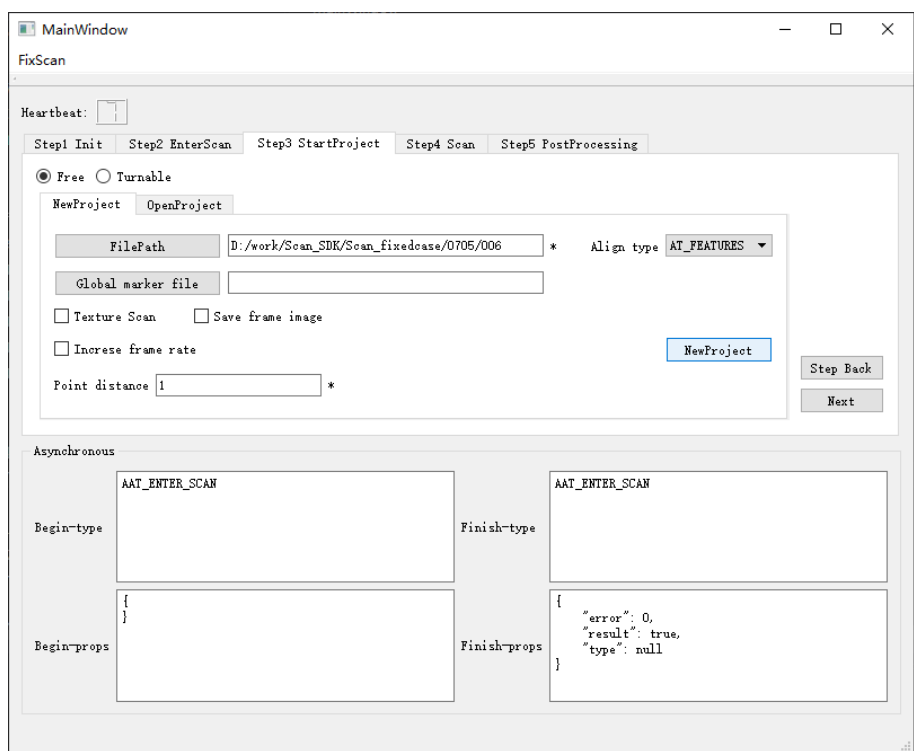 MainWindow
FixScan
Heartbeat:
Step1 Init Step2 EnterScan Step3 StartProject Step4 Scan Step5 PostProcessing
Free Turnable
NewProject OpenProject
FilePath D:/work/Scan_SDK/Scan_fixedcase/0705/006 * Align type AT_FEATURES
Global marker file
Texture Scan Save frame image
Increse frame rate NewProject
Step Back
Point distance 1 *
Next
Asynchronous
Begin-type AAT_ENTER_SCAN Finish-type AAT_ENTER_SCAN
Begin-props {
}
Finish-props {
"error": 0,
"result": true,
"type": null
}